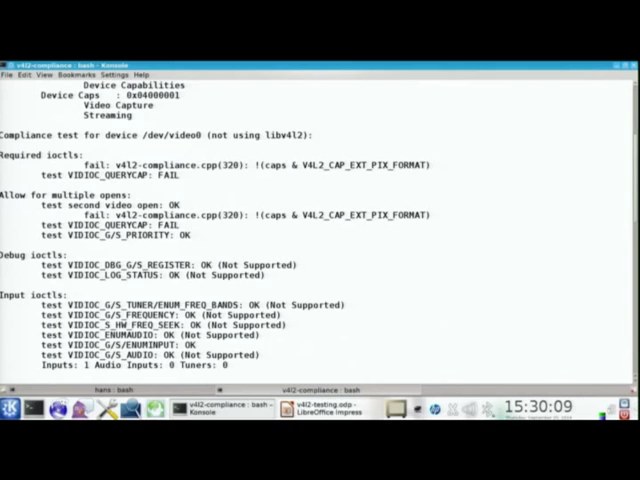 v4l2-compliance : bash – Konsole
File Edit View Bookmarks Settings Help
Device Capabilities
Device Caps : 0x04000001
Video Capture
Streaming
Compliance test for device /dev/video0 (not using libv4l2):
Required ioctls:
fail: v4l2-compliance.cpp(320): !(caps & V4L2_CAP_EXT_PIX_FORMAT)
test VIDIOC_QUERYCAP: FAIL
Allow for multiple opens:
test second video open: OK
fail: v4l2-compliance.cpp(320): !(caps & V4L2_CAP_EXT_PIX_FORMAT)
test VIDIOC_QUERYCAP: FAIL
test VIDIOC_G/S_PRIORITY: OK
Debug ioctls:
test VIDIOC_DBG_G/S_REGISTER: OK (Not Supported)
test VIDIOC_LOG_STATUS: OK (Not Supported)
Input ioctls:
test VIDIOC_G/S_TUNER/ENUM_FREQ_BANDS: OK (Not Supported)
test VIDIOC_G/S_FREQUENCY: OK (Not Supported)
test VIDIOC_S_HW_FREQ_SEEK: OK (Not Supported)
test VIDIOC_ENUMAUDIO: OK (Not Supported)
test VIDIOC_G/S/ENUMINPUT: OK
test VIDIOC_G/S_AUDIO: OK (Not Supported)
Inputs: 1 Audio Inputs: 0 Tuners: 0
hans : bash
v4l2-compliance : bash
v4l2-compliance : bash –
Konsole
v4l2-testing.odp –
LibreOffice Impress
hp
15:30:09